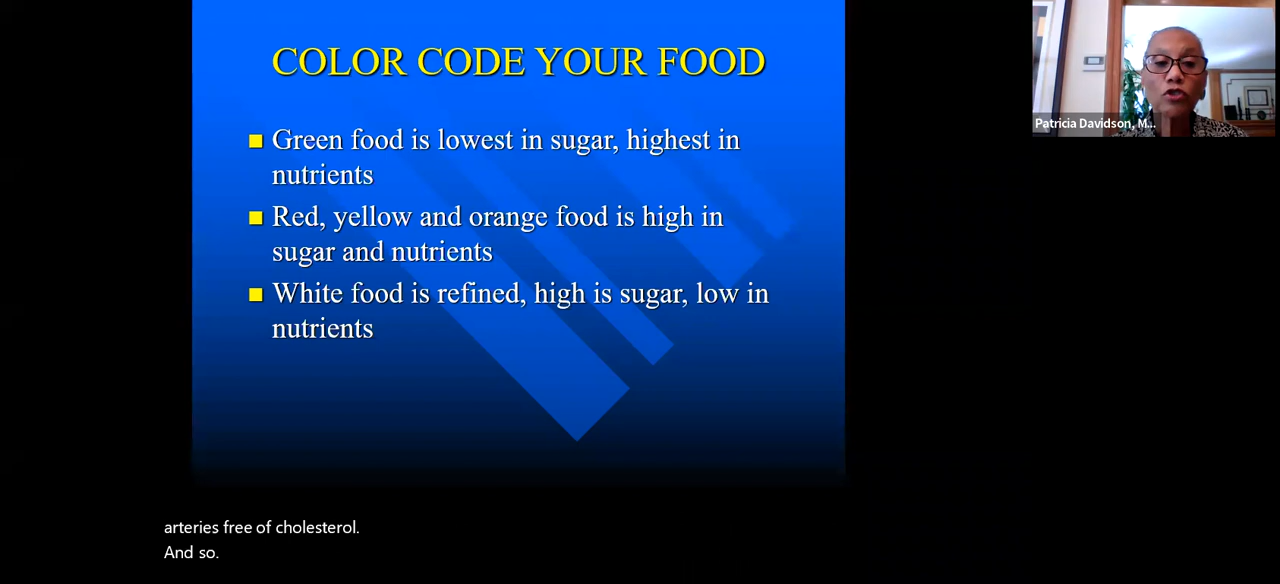 COLOR CODE YOUR FOOD
Green food is lowest in sugar, highest in
nutrients
Red, yellow and orange food is high in
sugar and nutrients
White food is refined, high is sugar, low in
nutrients
Patricia Davidson, M...
arteries free of cholesterol.
And so.